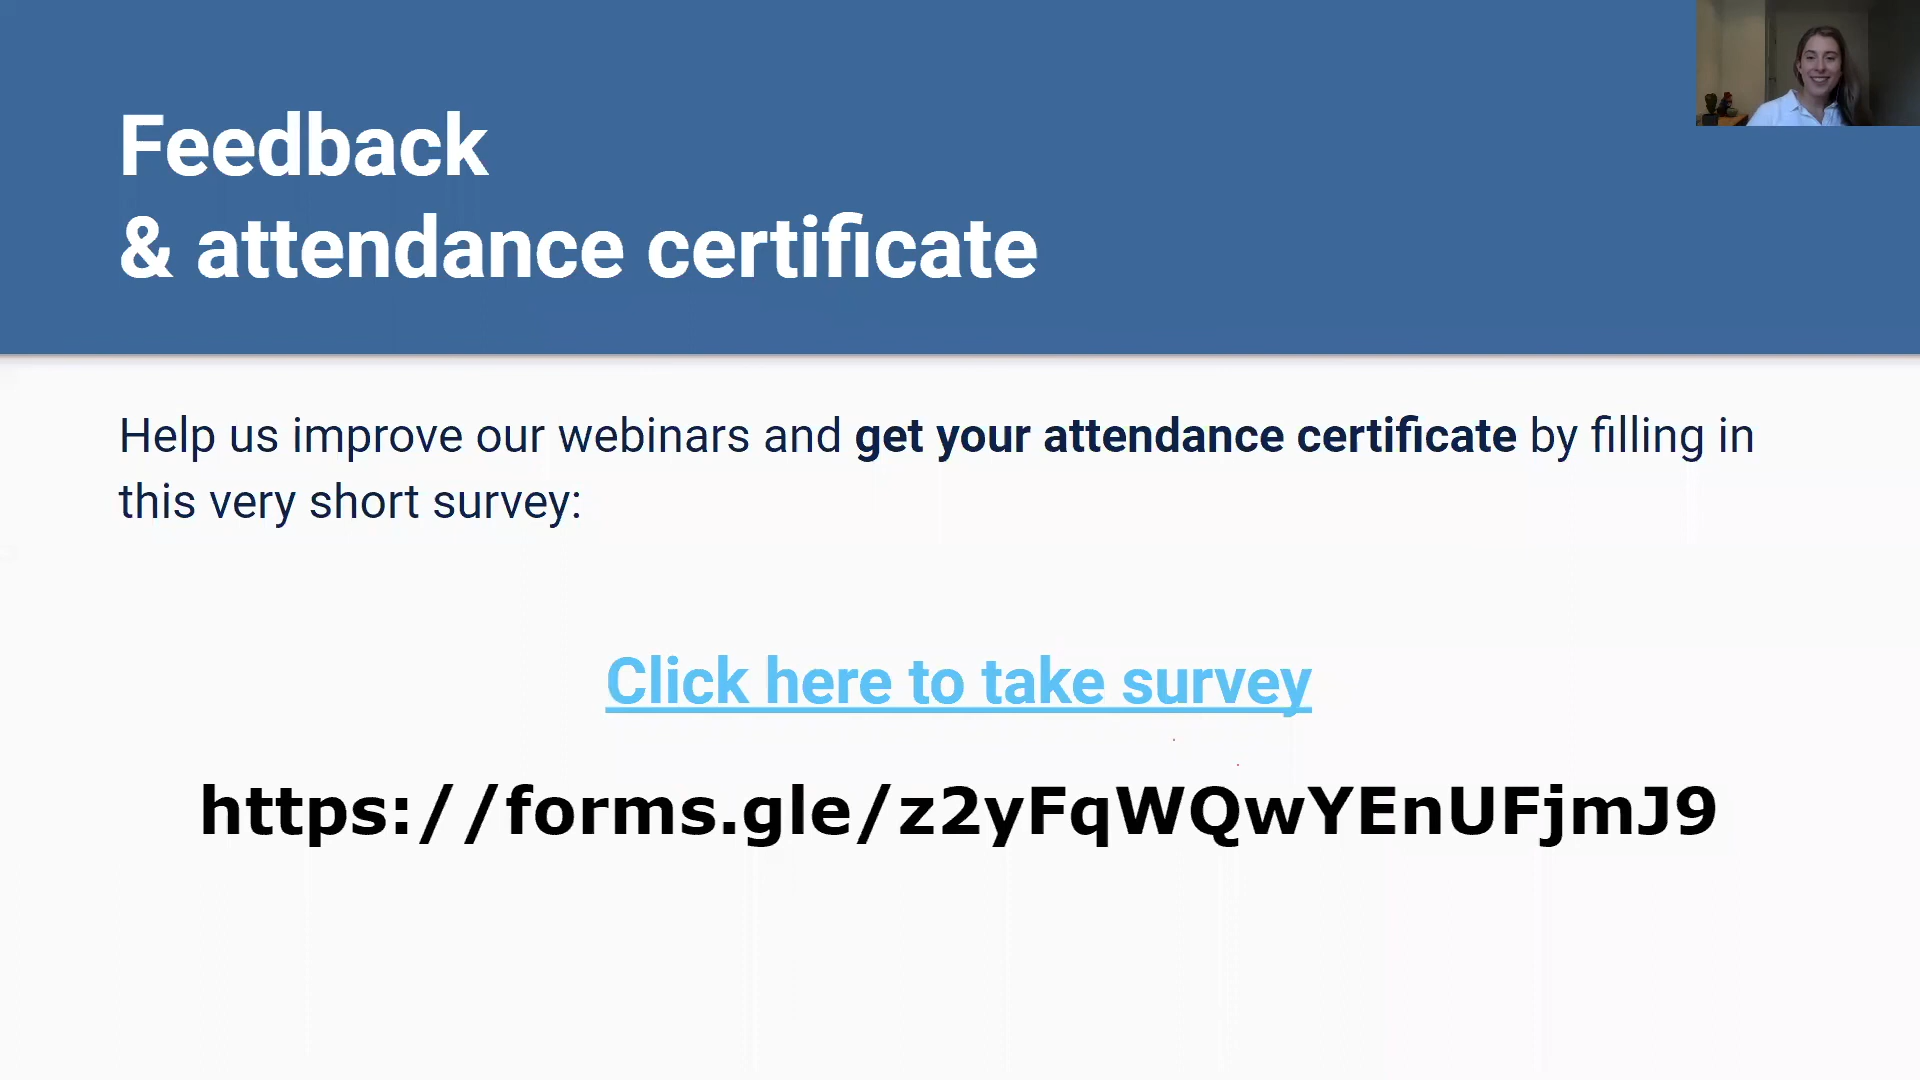 Feedback
& attendance certificate
Help us improve our webinars and get your attendance certificate by filling in
this very short survey:
Click here to take survey
https://forms.gle/z2yFqWQwYEnUFjmJ9